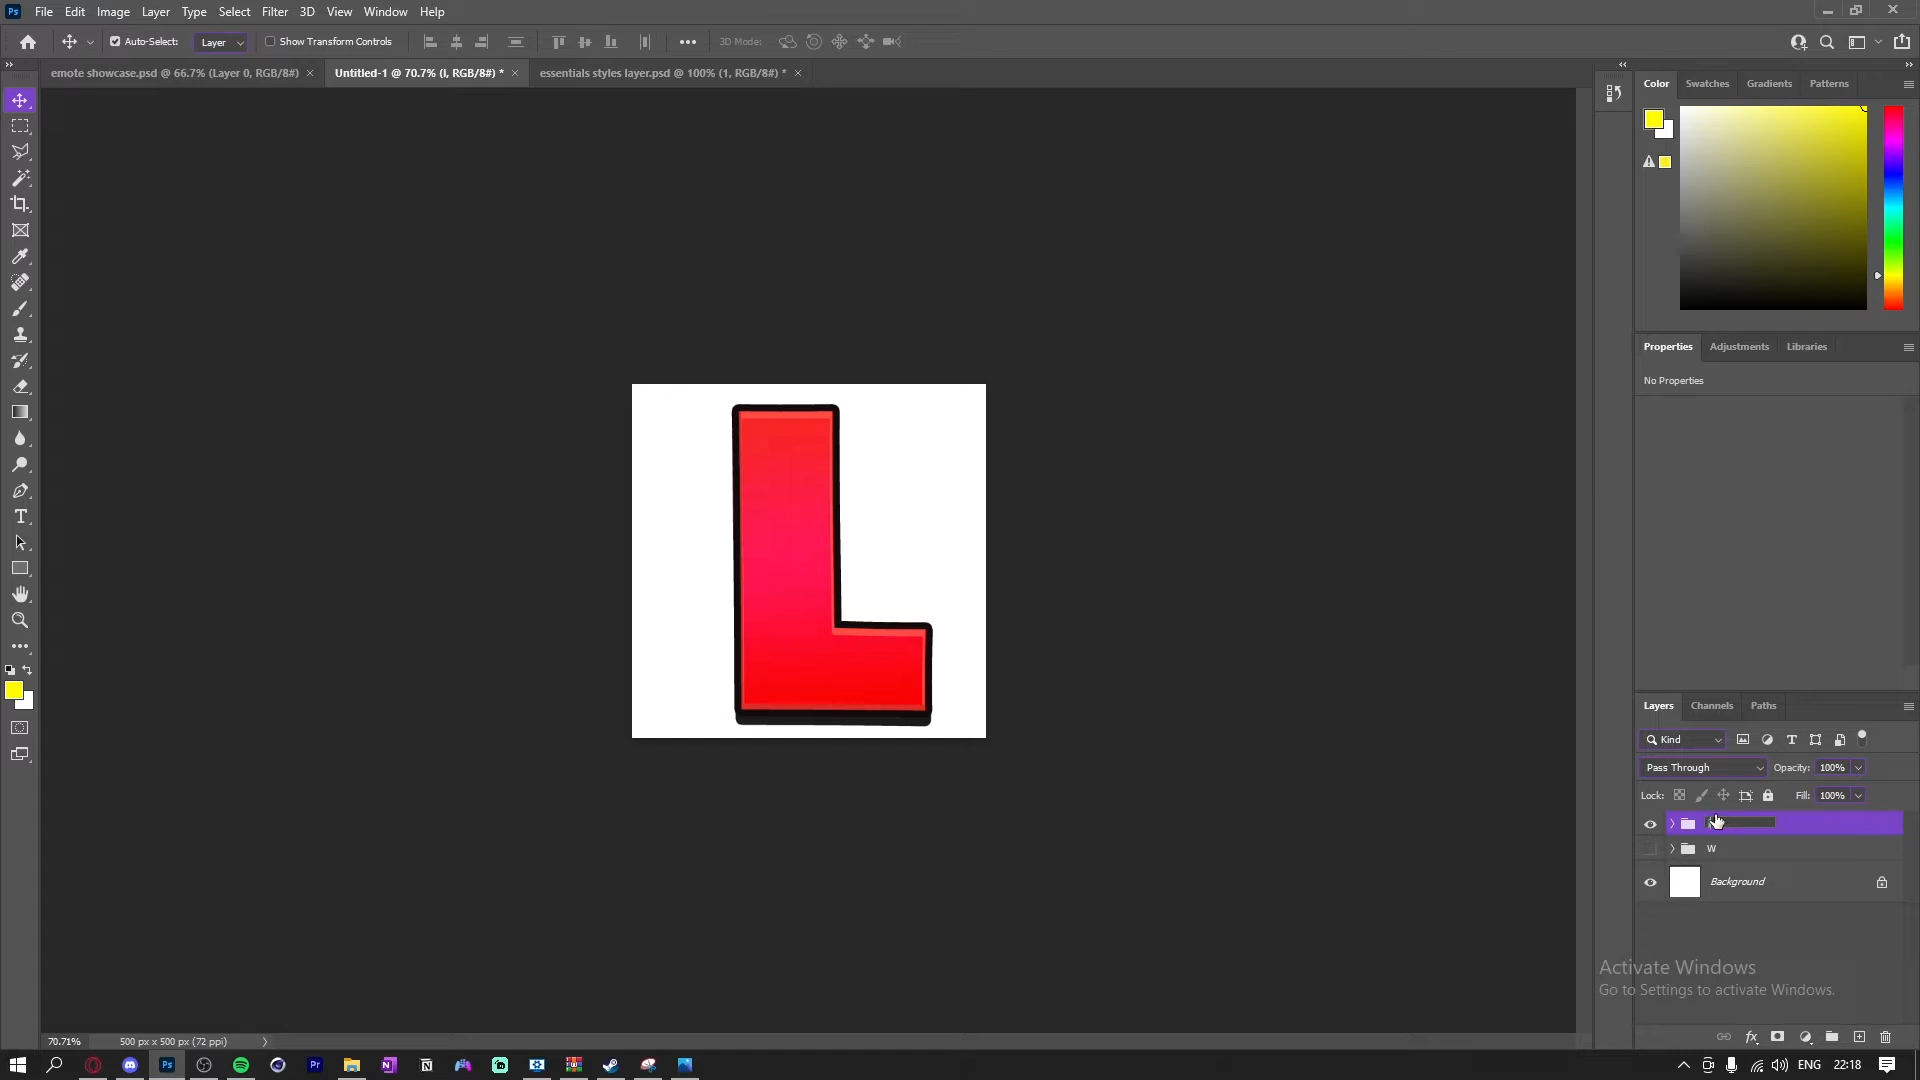 Ps File Edit Image Layer Type Select Filter 3D View Window Help
Auto-Select: Layer Show Transform Controls 3D Mode:
emote showcase.psd @ 66.7% (Layer 0, RGB/8#) × Untitled-1 @ 70.7% (l, RGB/8#) * × essentials styles layer.psd @ 100% (1, RGB/8#) * ×
Color Swatches Gradients Patterns
Properties Adjustments Libraries
No Properties
L
Layers Channels Paths
Kind
Pass Through Opacity: 100%
Lock: Fill: 100%
W
Background
Activate Windows
Go to Settings to activate Windows.
70.71% 500 px x 500 px (72 ppi)
Ps Pr N ENG 22:18